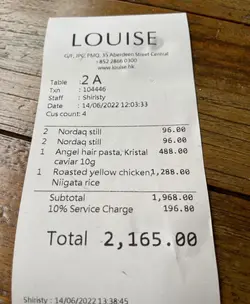 LOUISE
G/F, JPC, PMQ, 35 Aberdeen Street Central
852 2866 0300
www.louise.hk
Table : 2 A
Txn : 104446
Staff : Shiristy
Date : 14/06/2022 12:03:33
Cus count: 4
2 Nordaq still 96.00
2 Nordaq still 96.00
1 Angel hair pasta, Kristal 488.00
caviar 10g
1 Roasted yellow chicken, 1,288.00
Niigata rice
Subtotal 1,968.00
10% Service Charge 196.80
Total 2,165.00
Shiristy : 14/06/2022 13:38:45